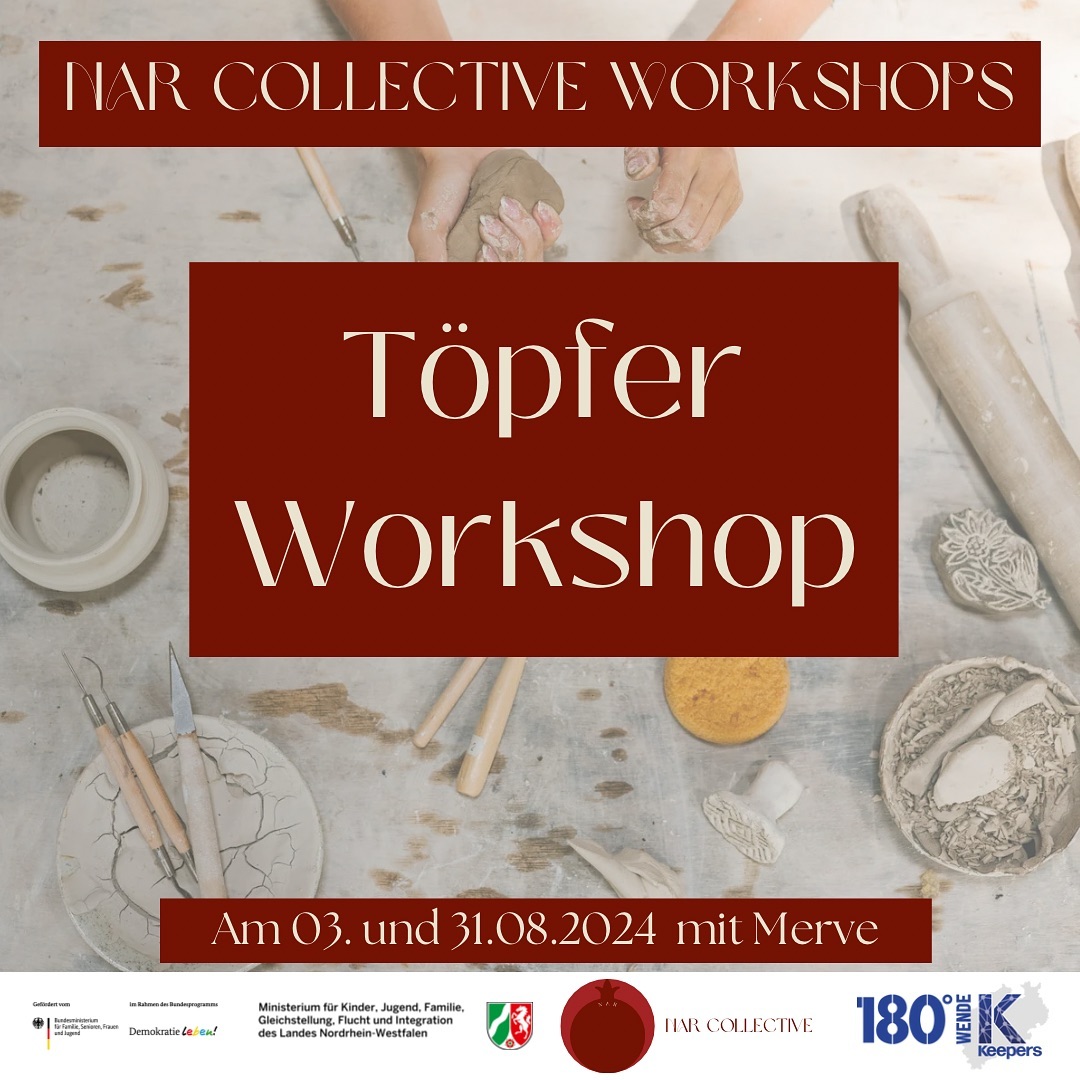 NAR COLLECTIVE WORKSHOPS
Töpfer
Workshop
Am 03. und 31.08.2024 mit Merve
Gefördert vom
Bundesministerium
für Familie, Senioren, Frauen
und Jugend
im Rahmen des Bundesprogramms
Demokratie leben!
Ministerium für Kinder, Jugend, Familie,
Gleichstellung, Flucht und Integration
des Landes Nordrhein-Westfalen
NAR
NAR COLLECTIVE
180° WENDE
K
Keepers